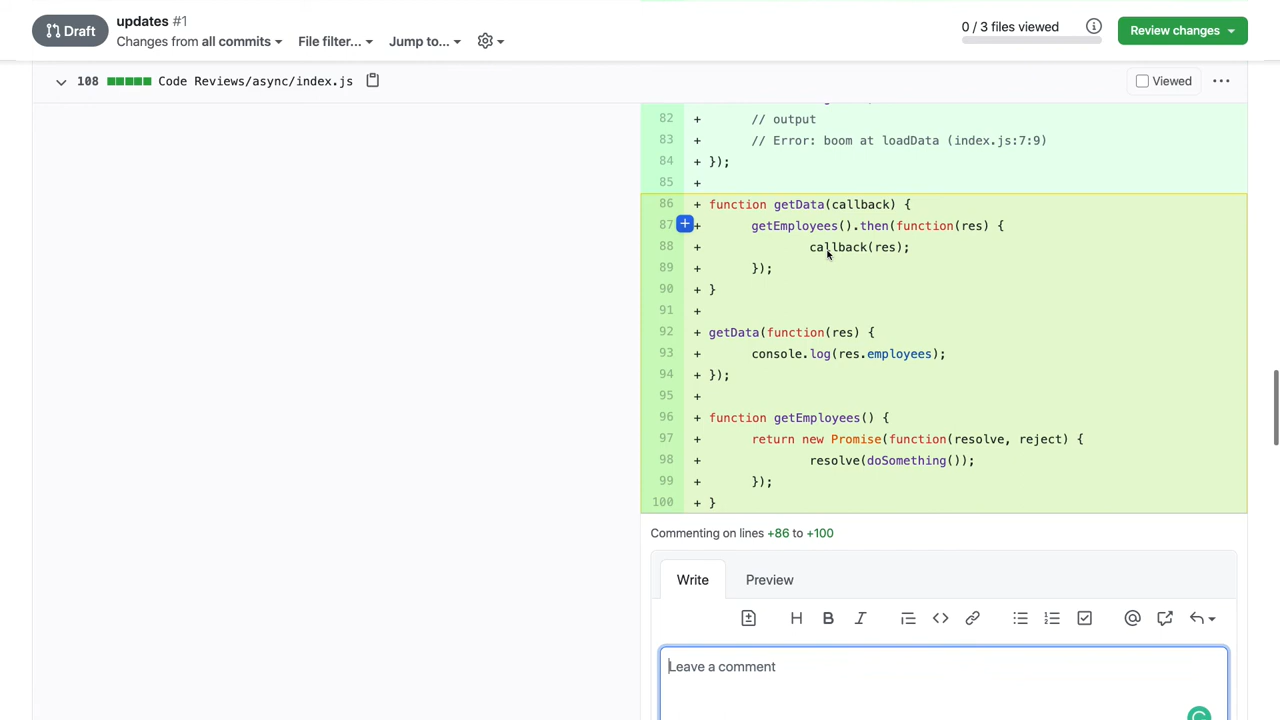 Draft
updates #1
Changes from all commits
File filter...
Jump to...
0 / 3 files viewed
Review changes
108
Code Reviews/async/index.js
Viewed
82 + // output
83 + // Error: boom at loadData (index.js:7:9)
84 + });
85 +
86 + function getData(callback) {
87 + getEmployees().then(function(res) {
88 callback(res);
89 + });
90 + }
91 +
92 + getData(function(res) {
93 + console.log(res.employees);
94 + });
95 +
96 + function getEmployees() {
97 + return new Promise(function(resolve, reject) {
98 + resolve(doSomething());
99 + });
100 + }
Commenting on lines +86 to +100
Write
Preview
Leave a comment